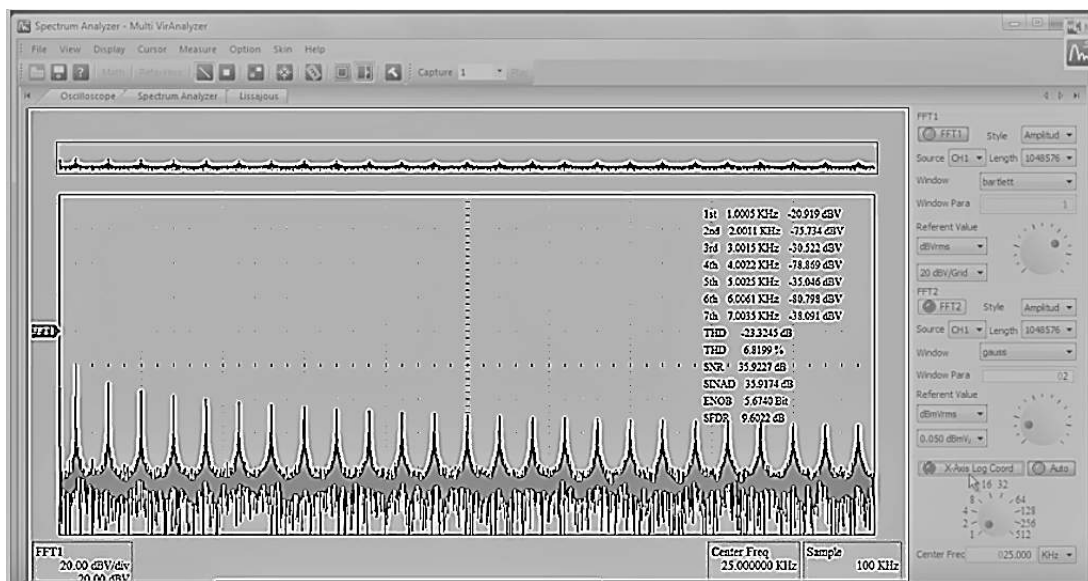 Spectrum Analyzer - Multi VirAnalyzer
File View Display Cursor Measure Option Skin Help
Capture 1
Oscilloscope Spectrum Analyzer Lissajous
FFT1
FFT1 Style Amplitud
Source CH1 Length 1048576
Window bartlett
Window Para 1
Referent Value
dBVrms
20 dBV/Grid
FFT2
FFT2 Style Amplitud
Source CH1 Length 1048576
Window gauss
Window Para 02
Referent Value
dBmVrms
X-Axis Log Coord Auto
16 32
8 64
4 128
2 256
1 512
Center Frec 025.000 KHz
1st 1.0005 KHz -20.919 dBV
2nd 2.0011 KHz -75.734 dBV
3rd 3.0015 KHz -30.522 dBV
4th 4.0022 KHz -78.869 dBV
5th 5.0025 KHz -35.046 dBV
6th 6.0061 KHz -80.798 dBV
7th 7.0035 KHz -38.091 dBV
THD -23.3245 dB
THD 6.8199 %
SNR 35.9227 dB
SINAD 35.9174 dB
ENOB 5.6740 Bit
SFDR 9.6022 dB
FFT1
FFT1
20.00 dBV/div
20.00 dBV
Center Freq
25.000000 KHz
Sample
100 KHz